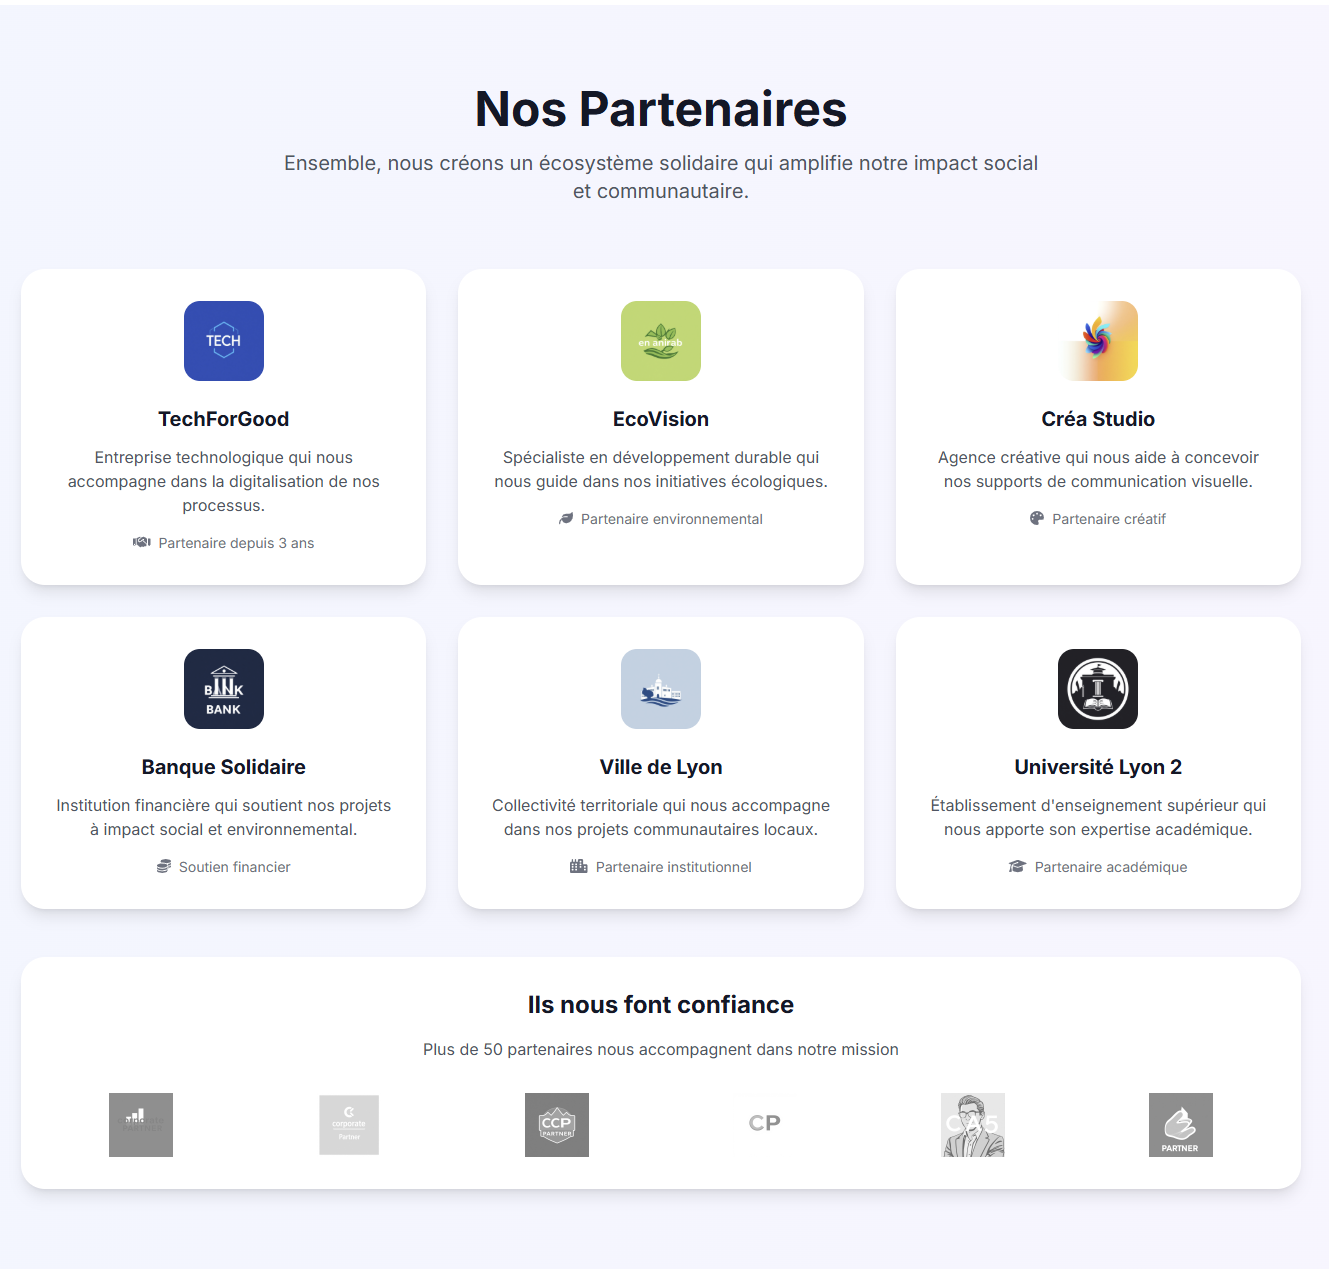 Nos Partenaires
Ensemble, nous créons un écosystème solidaire qui amplifie notre impact social
et communautaire.
TECH
TechForGood
Entreprise technologique qui nous
accompagne dans la digitalisation de nos
processus.
Partenaire depuis 3 ans
en anirab
EcoVision
Spécialiste en développement durable qui
nous guide dans nos initiatives écologiques.
Partenaire environnemental
Créa Studio
Agence créative qui nous aide à concevoir
nos supports de communication visuelle.
Partenaire créatif
BANK
BANK
Banque Solidaire
Institution financière qui soutient nos projets
à impact social et environnemental.
Soutien financier
Ville de Lyon
Collectivité territoriale qui nous accompagne
dans nos projets communautaires locaux.
Partenaire institutionnel
Université Lyon 2
Établissement d'enseignement supérieur qui
nous apporte son expertise académique.
Partenaire académique
Ils nous font confiance
Plus de 50 partenaires nous accompagnent dans notre mission
corporate
Partner
CCP
PARTNER
CP
CA5
PARTNER